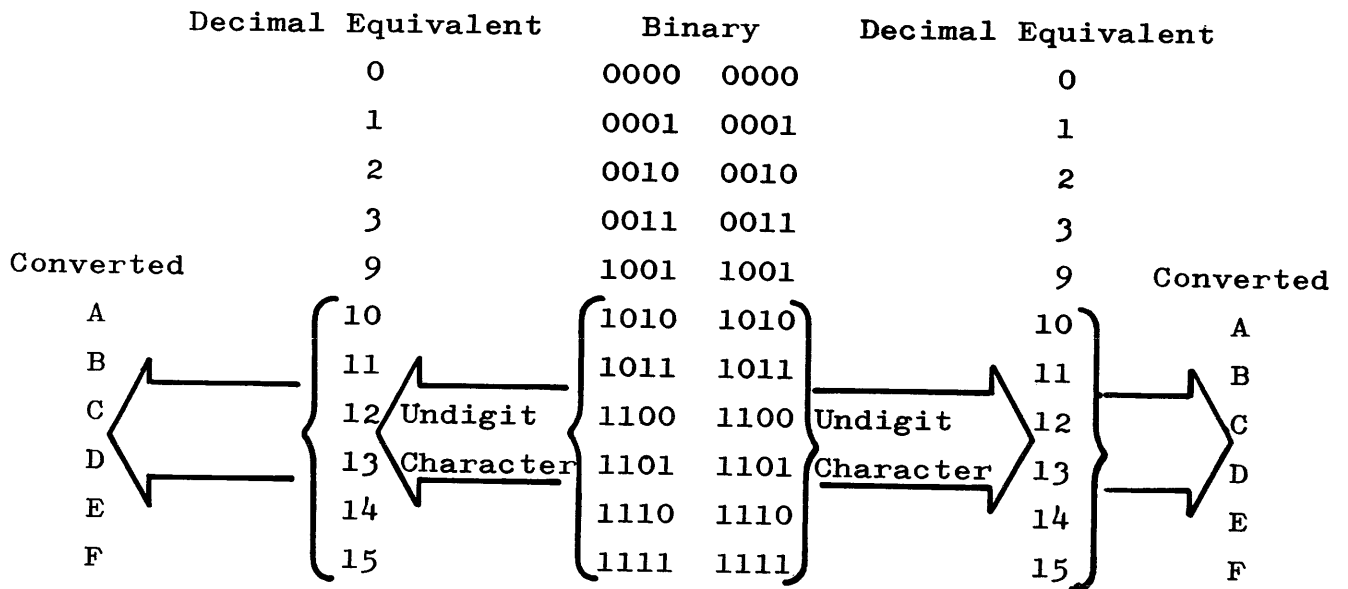 Decimal Equivalent Binary Decimal Equivalent
0 0000 0000 0
1 0001 0001 1
2 0010 0010 2
3 0011 0011 3
Converted 9 1001 1001 9 Converted
A 10 1010 1010 10 A
B 11 1011 1011 11 B
C 12 Undigit 1100 1100 Undigit 12 C
D 13 Character 1101 1101 Character 13 D
E 14 1110 1110 14 E
F 15 1111 1111 15 F